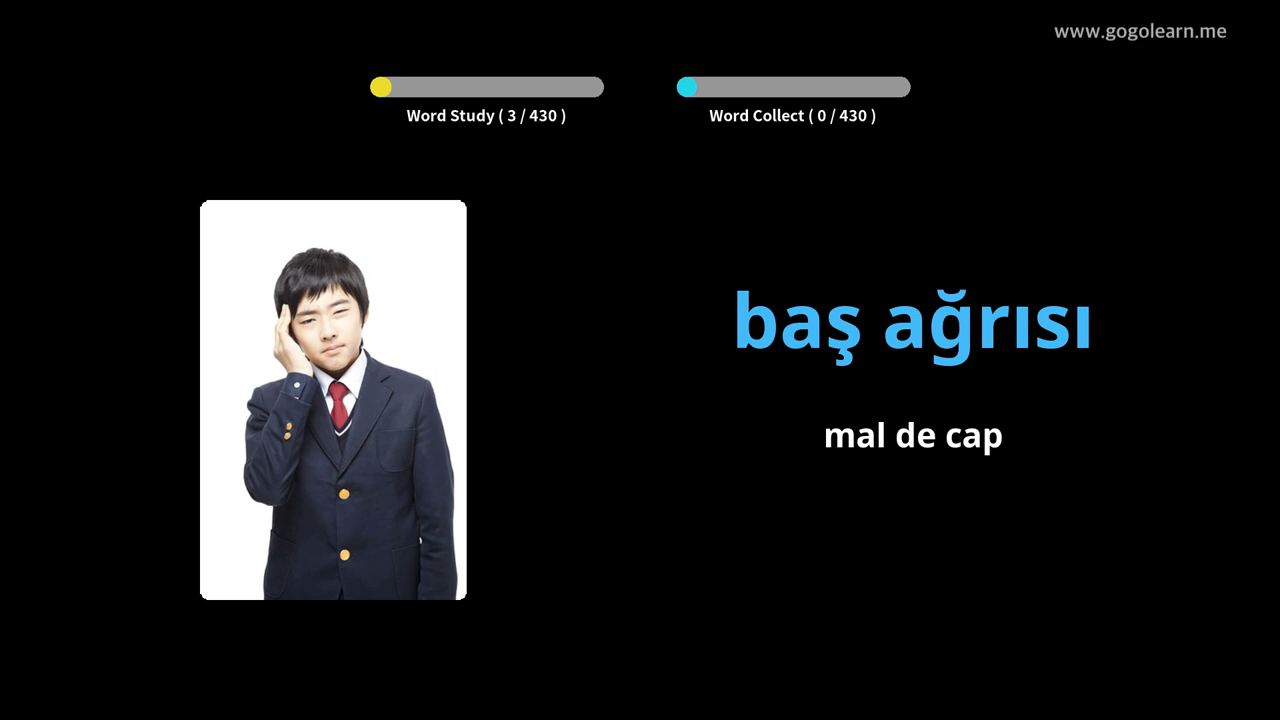 www.gogolearn.me
Word Study ( 3 / 430 )
Word Collect ( 0 / 430 )
baş ağrısı
mal de cap